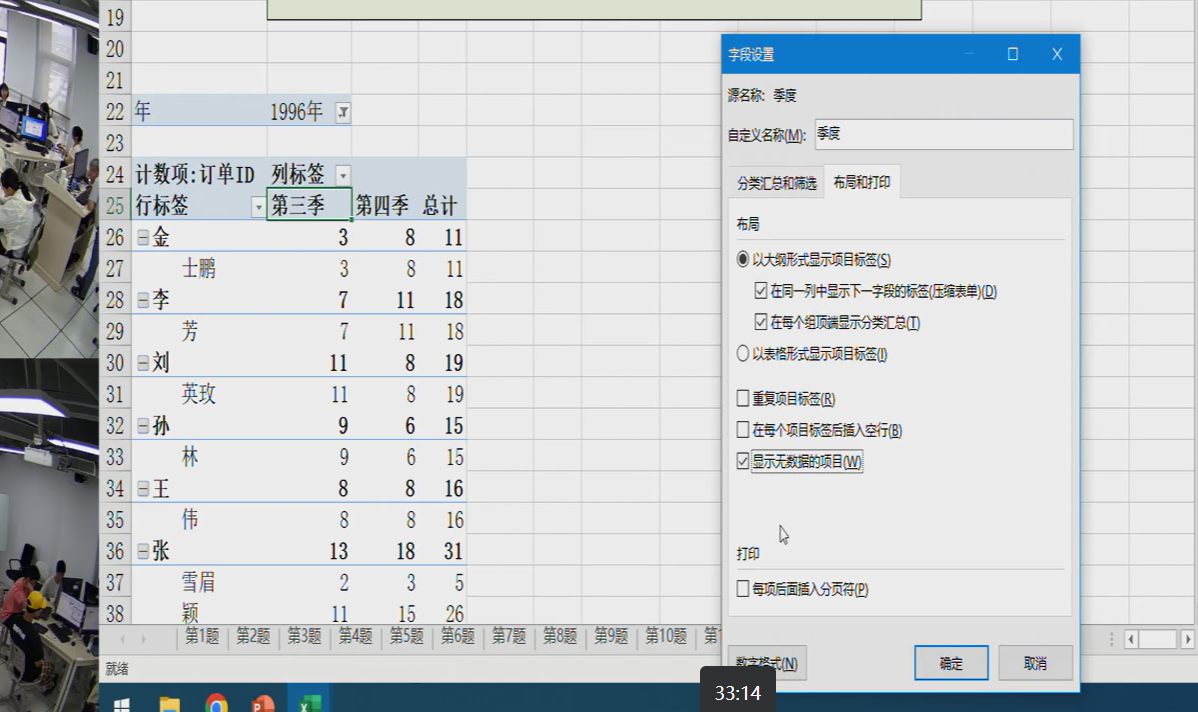 19
20
21
22 年 1996年
23
24 计数项:订单ID 列标签
25 行标签 第三季 第四季 总计
26 金 3 8 11
27 士鹏 3 8 11
28 李 7 11 18
29 芳 7 11 18
30 刘 11 8 19
31 英玫 11 8 19
32 孙 9 6 15
33 林 9 6 15
34 王 8 8 16
35 伟 8 8 16
36 张 13 18 31
37 雪眉 2 3 5
38 颖 11 15 26
第1题 第2题 第3题 第4题 第5题 第6题 第7题 第8题 第9题 第10题 第1
就绪
字段设置
源名称: 季度
自定义名称(M): 季度
分类汇总和筛选 布局和打印
布局
以大纲形式显示项目标签(S)
在同一列中显示下一字段的标签(压缩表单)(D)
在每个组顶端显示分类汇总(T)
以表格形式显示项目标签(I)
重复项目标签(R)
在每个项目标签后插入空行(B)
显示无数据的项目(W)
打印
每项后面插入分页符(P)
数字格式(N) 确定 取消
33:14